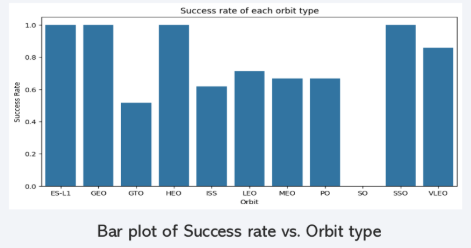 Success rate of each orbit type
1.0
0.8
0.6
0.4
0.2
0.0
Success Rate
ES-L1 GEO GTO HEO ISS LEO MEO PO SO SSO VLEO
Orbit
Bar plot of Success rate vs. Orbit type